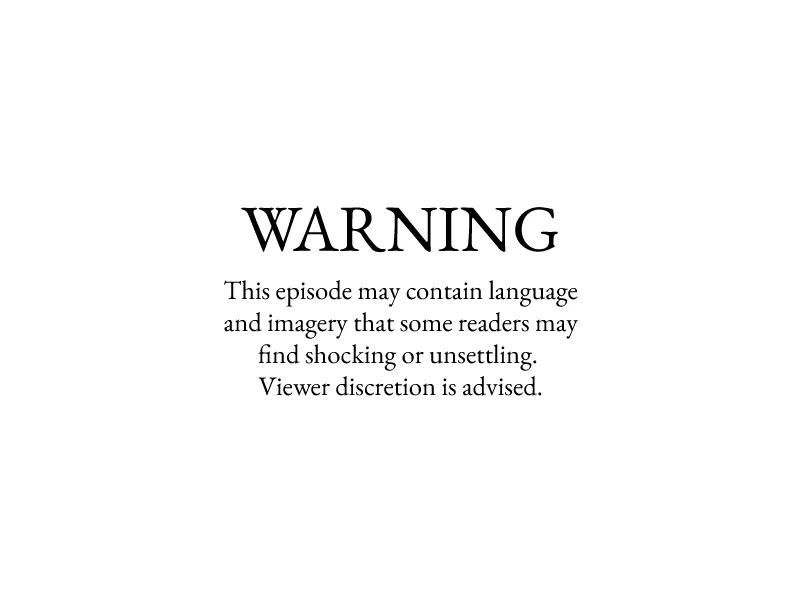 WARNING
This episode may contain language
and imagery that some readers may
find shocking or unsettling.
Viewer discretion is advised.